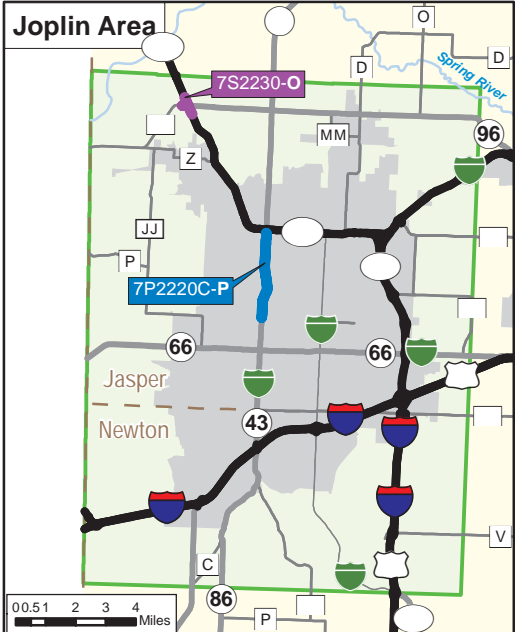 Joplin Area
O
D
D
Spring River
7S2230-O
MM
96
Z
JJ
P
7P2220C-P
66
66
Jasper
Newton
43
V
C
86
P
0 0.5 1 2 3 4
Miles